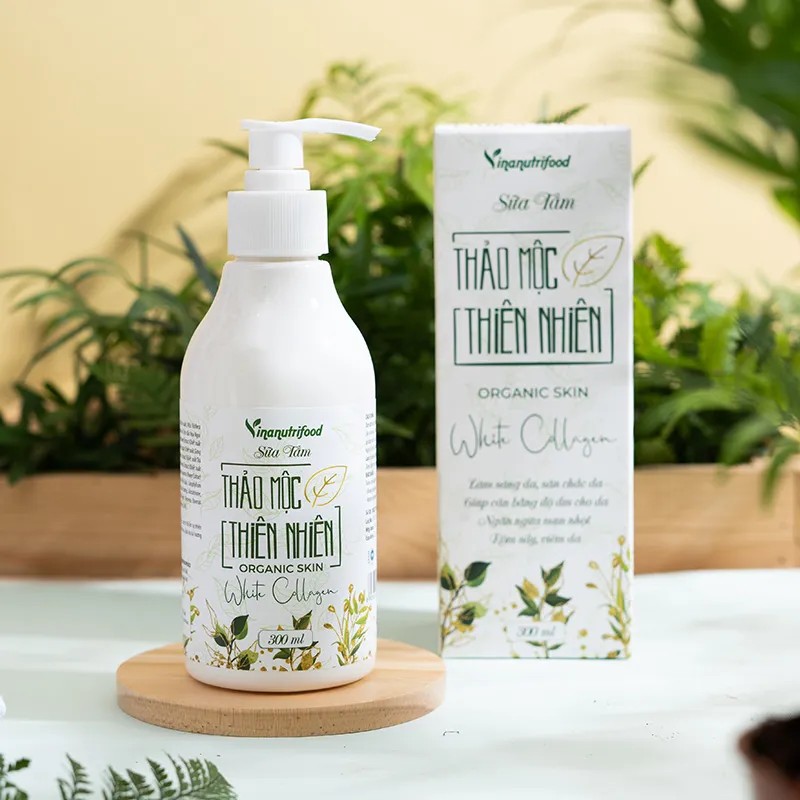 Vinanutrifood
Sữa Tắm
THẢO MỘC
THIÊN NHIÊN
ORGANIC SKIN
White Collagen
300 ml
Vinanutrifood
Sữa Tắm
THẢO MỘC
THIÊN NHIÊN
ORGANIC SKIN
White Collagen
Làm sáng da, săn chắc da
Giúp cân bằng độ ẩm cho da
Ngăn ngừa mụn nhọt
Rôm sẩy, viêm da
300 ml